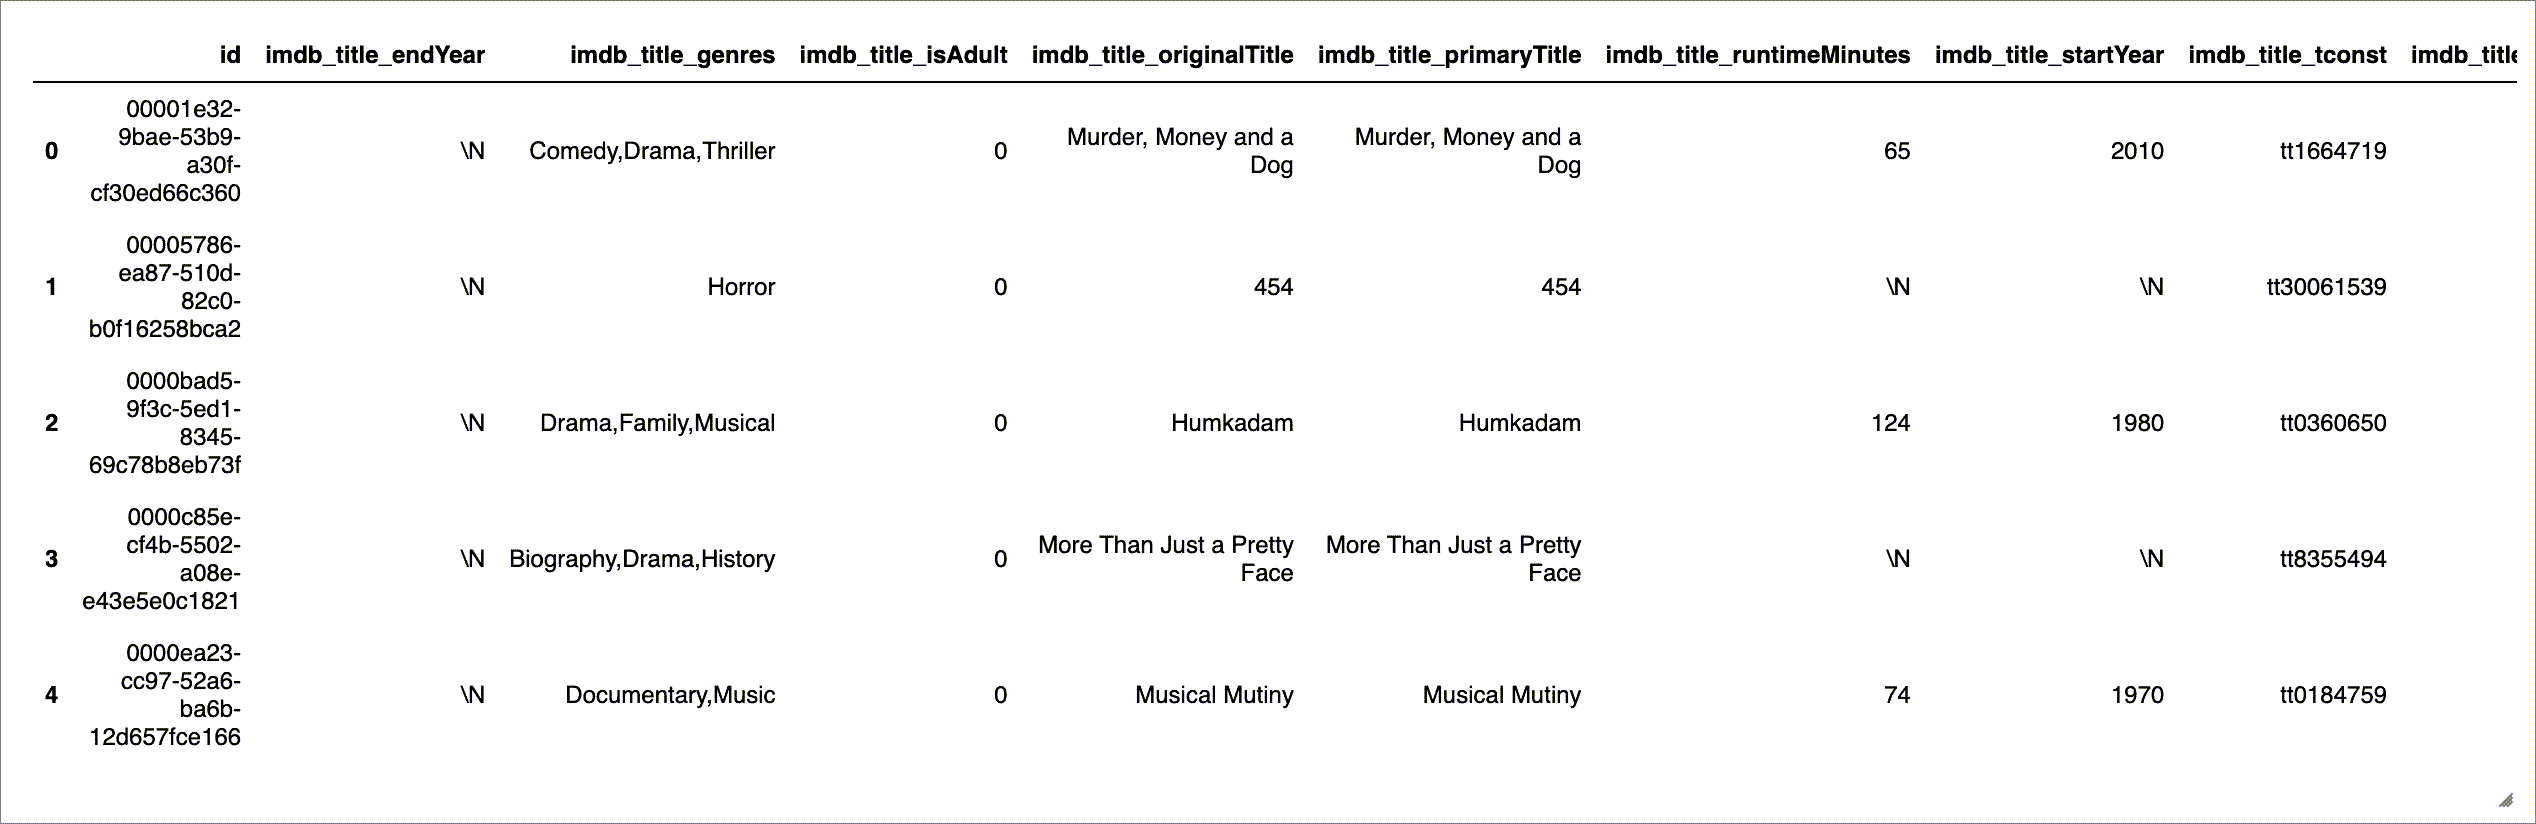 id imdb_title_endYear imdb_title_genres imdb_title_isAdult imdb_title_originalTitle imdb_title_primaryTitle imdb_title_runtimeMinutes imdb_title_startYear imdb_title_tconst imdb_title
00001e32-
9bae-53b9-
a30f-
cf30ed66c360
0 \N Comedy,Drama,Thriller 0 Murder, Money and a Dog Murder, Money and a Dog 65 2010 tt1664719
00005786-
ea87-510d-
82c0-
b0f16258bca2
1 \N Horror 0 454 454 \N \N tt30061539
0000bad5-
9f3c-5ed1-
8345-
69c78b8eb73f
2 \N Drama,Family,Musical 0 Humkadam Humkadam 124 1980 tt0360650
0000c85e-
cf4b-5502-
a08e-
e43e5e0c1821
3 \N Biography,Drama,History 0 More Than Just a Pretty Face More Than Just a Pretty Face \N \N tt8355494
0000ea23-
cc97-52a6-
ba6b-
12d657fce166
4 \N Documentary,Music 0 Musical Mutiny Musical Mutiny 74 1970 tt0184759